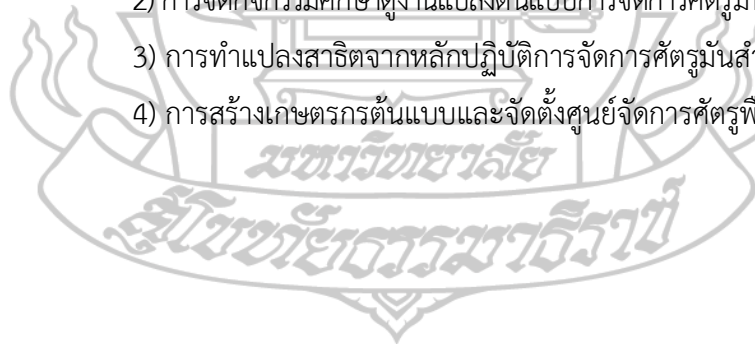 2) การจัดกิจกรรมศึกษาดูงานแปลงต้นแบบการจัดการศัตรูมัน
3) การทำแปลงสาธิตจากหลักปฏิบัติการจัดการศัตรูมันสำ
4) การสร้างเกษตรกรต้นแบบและจัดตั้งศูนย์จัดการศัตรูพื
มหาวิทยาลัย
สุโขทัยธรรมาธิราช